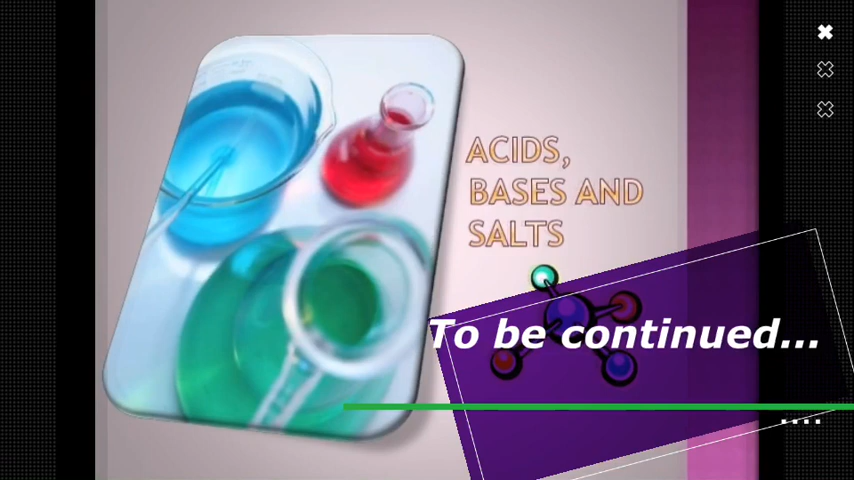 ACIDS,
BASES AND
SALTS
To be continued...
....